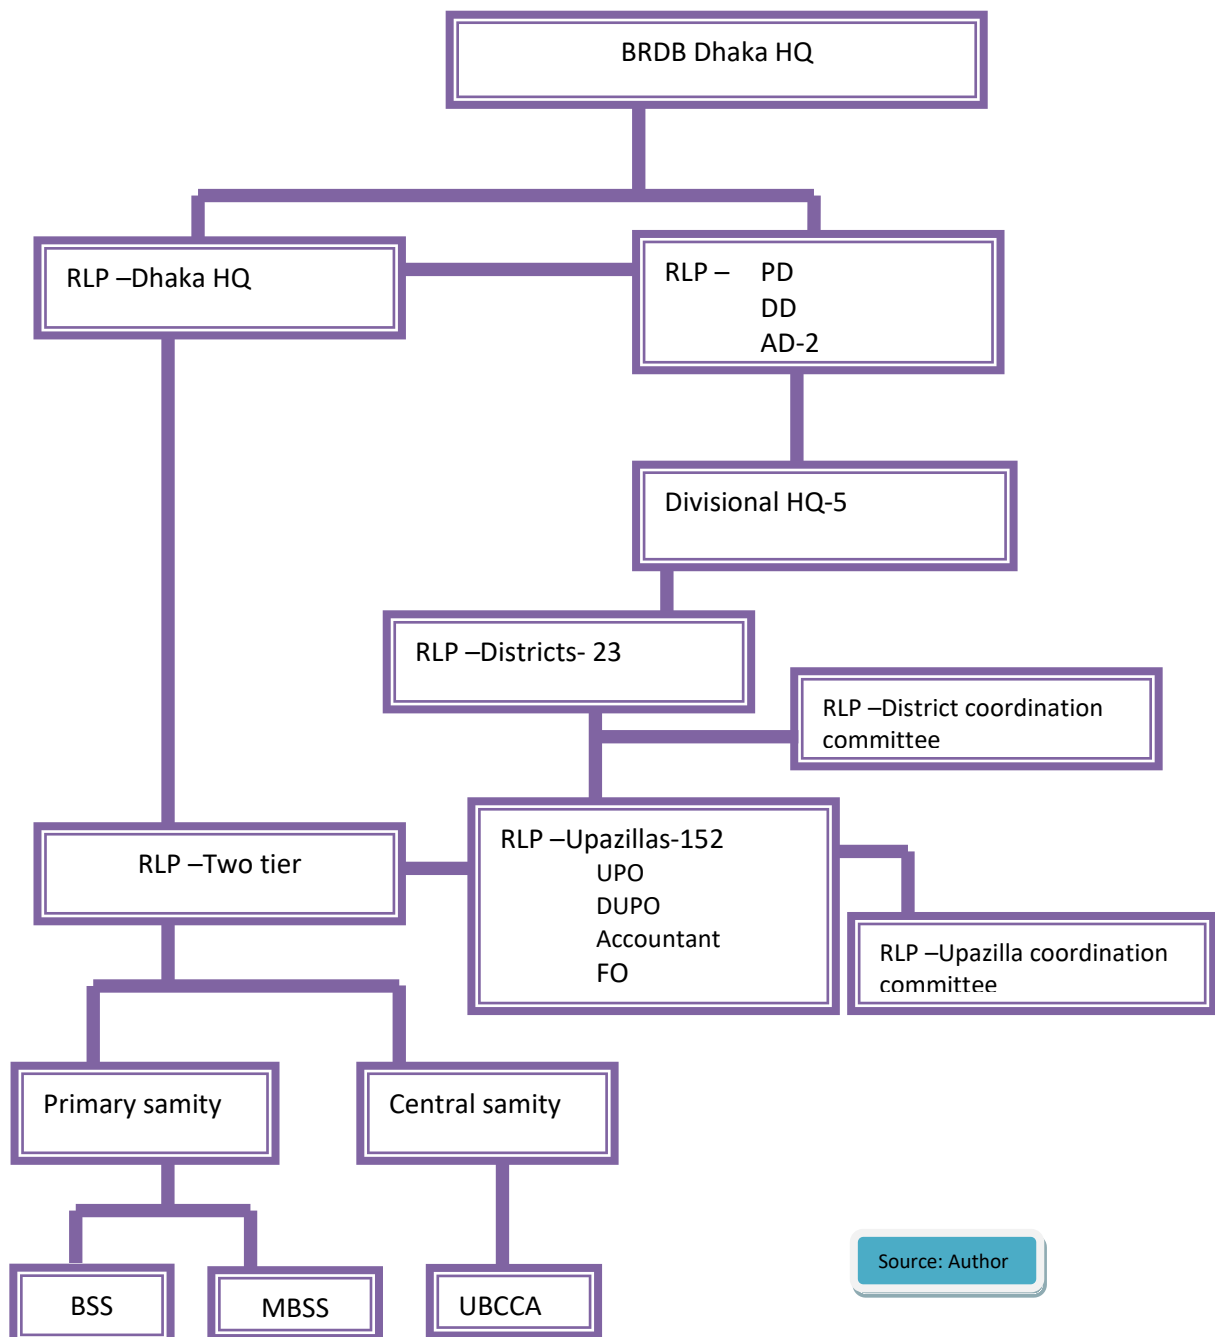 BRDB Dhaka HQ
RLP –Dhaka HQ
RLP – PD
DD
AD-2
Divisional HQ-5
RLP –Districts- 23
RLP –District coordination
committee
RLP –Two tier
RLP –Upazillas-152
UPO
DUPO
Accountant
FO
RLP –Upazilla coordination
committee
Primary samity
Central samity
BSS
MBSS
UBCCA
Source: Author